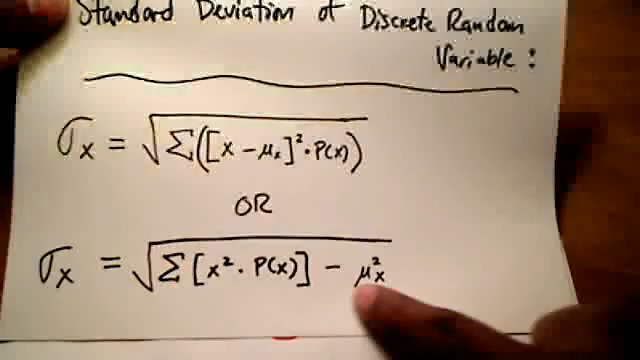 Standard Deviation of Discrete Random
Variable :
σx = √Σ([x - μx]² · P(x))
OR
σx = √Σ[x² · P(x)] - μx²